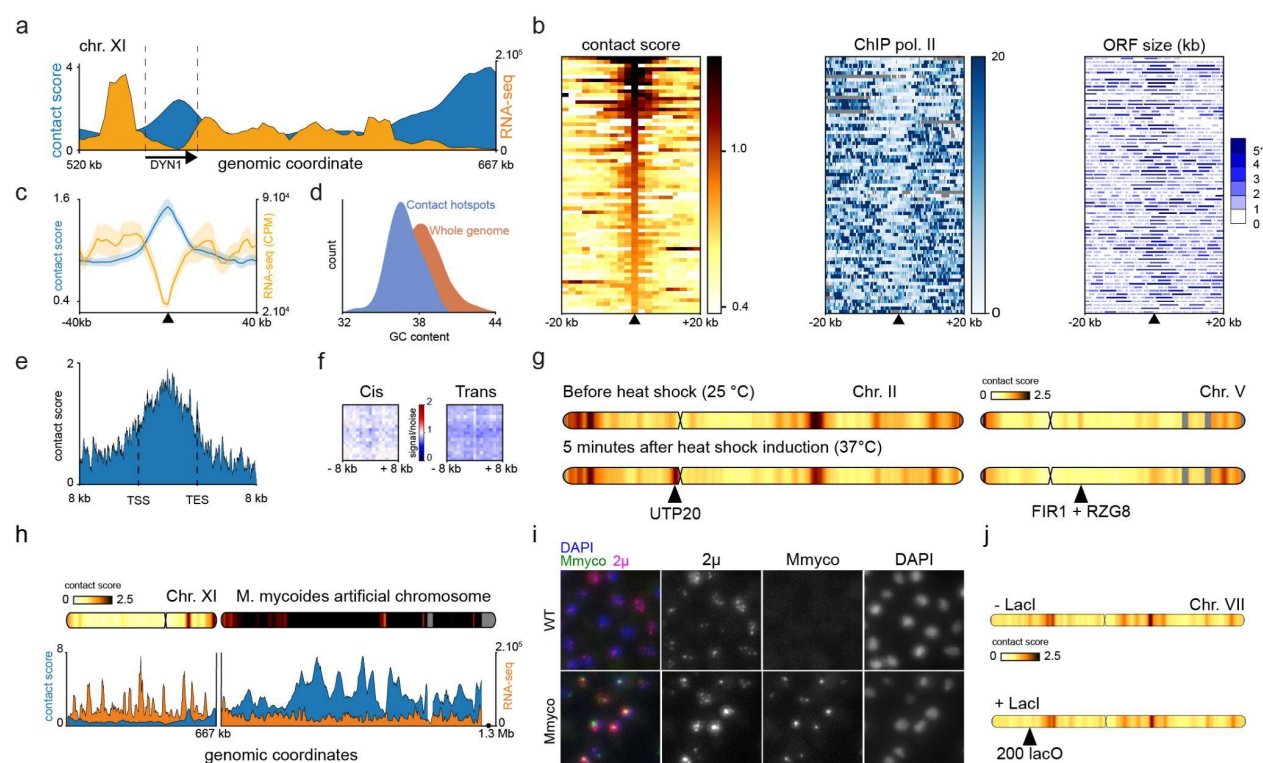 a
chr. XI
4
contact score
0
2.10⁵
RNA-seq
0
520 kb
DYN1
genomic coordinate
667 kb
b
contact score
1.0
0.4
-20 kb
+20 kb
ChIP pol. II
20
0
-20 kb
+20 kb
ORF size (kb)
5⁺
4
3
2
1
0
-20 kb
+20 kb
c
1.6
contact score
0.4
9.10⁴
RNA-seq (CPM)
2.10⁴
-40kb
40 kb
d
Contact hotspots
Whole genome
count
32
38
44
GC content
e
2
contact score
0
8 kb
TSS
TES
8 kb
f
Cis
Trans
2
1
0
signal/noise
- 8 kb
+ 8 kb
- 8 kb
+ 8 kb
g
Before heat shock (25 °C)
Chr. II
contact score
0
2.5
Chr. V
5 minutes after heat shock induction (37°C)
UTP20
FIR1 + RZG8
h
contact score
0
2.5
Chr. XI
M. mycoides artificial chromosome
8
contact score
0
2.10⁵
RNA-seq
0
667 kb
1.3 Mb
genomic coordinates
i
DAPI
Mmyco 2μ
2μ
Mmyco
DAPI
WT
Mmyco
j
- LacI
Chr. VII
contact score
0
2.5
+ LacI
200 lacO